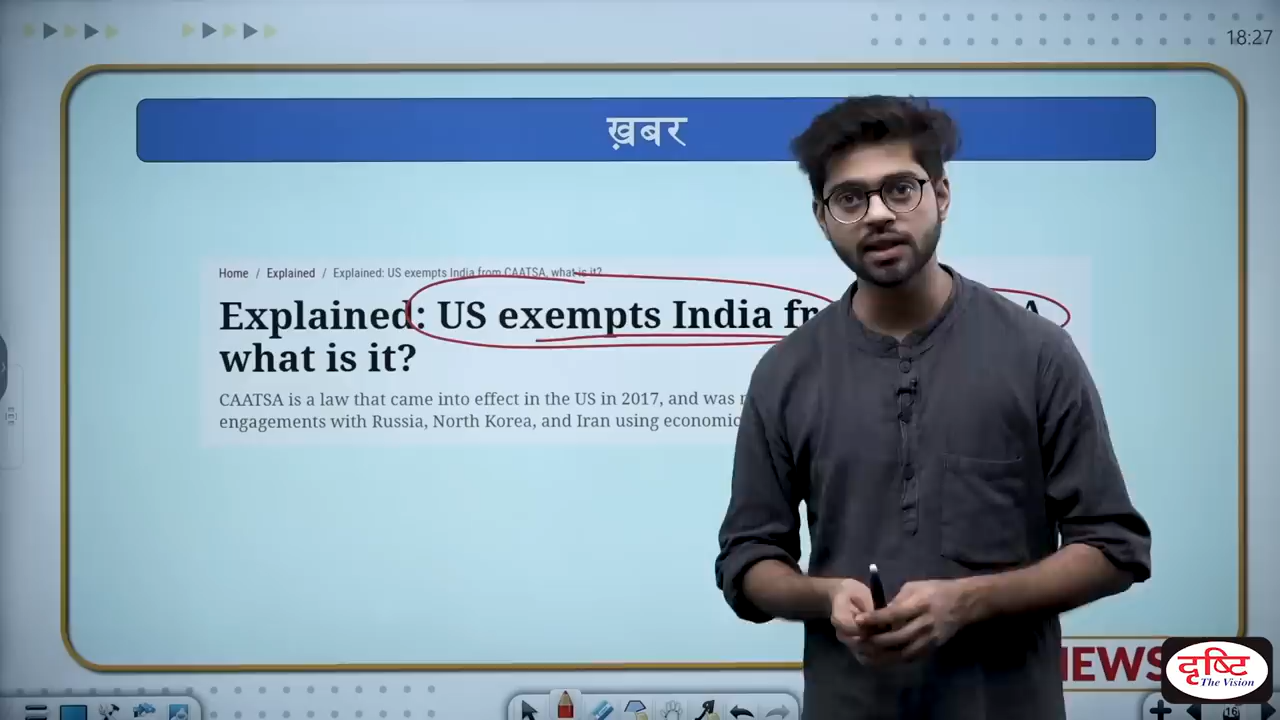 18:27
ख़बर
Home / Explained / Explained: US exempts India from CAATSA, what is it?
Explained: US exempts India
what is it?
CAATSA is a law that came into effect in the US in 2017, and was
engagements with Russia, North Korea, and Iran using economic
NEWS
दृष्टि
The Vision
16